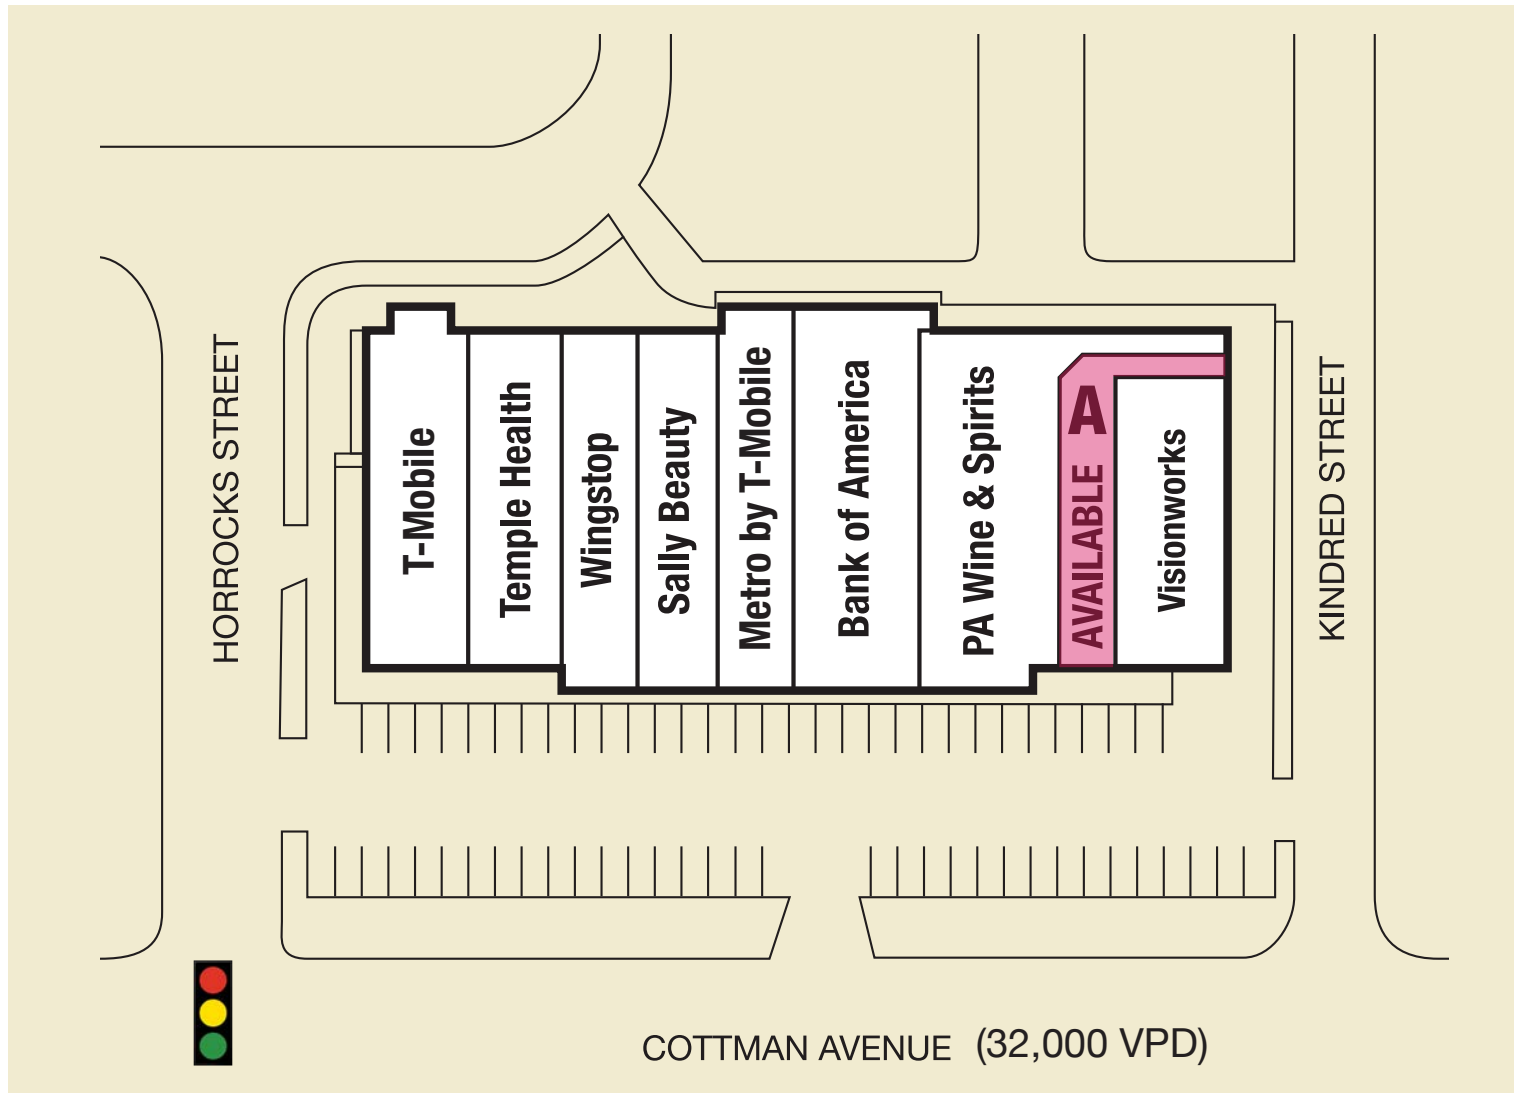 HORROCKS STREET
T-Mobile
Temple Health
Wingstop
Sally Beauty
Metro by T-Mobile
Bank of America
PA Wine & Spirits
AVAILABLE A
Visionworks
KINDRED STREET
COTTMAN AVENUE (32,000 VPD)